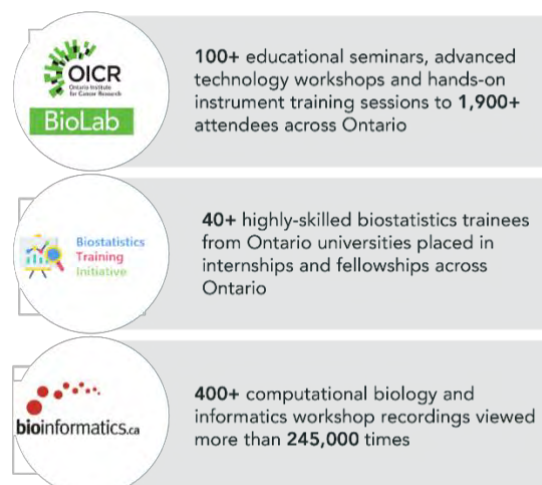 OICR
Ontario Institute
for Cancer Research
BioLab
100+ educational seminars, advanced
technology workshops and hands-on
instrument training sessions to 1,900+
attendees across Ontario
Biostatistics
Training
Initiative
40+ highly-skilled biostatistics trainees
from Ontario universities placed in
internships and fellowships across
Ontario
bioinformatics.ca
400+ computational biology and
informatics workshop recordings viewed
more than 245,000 times